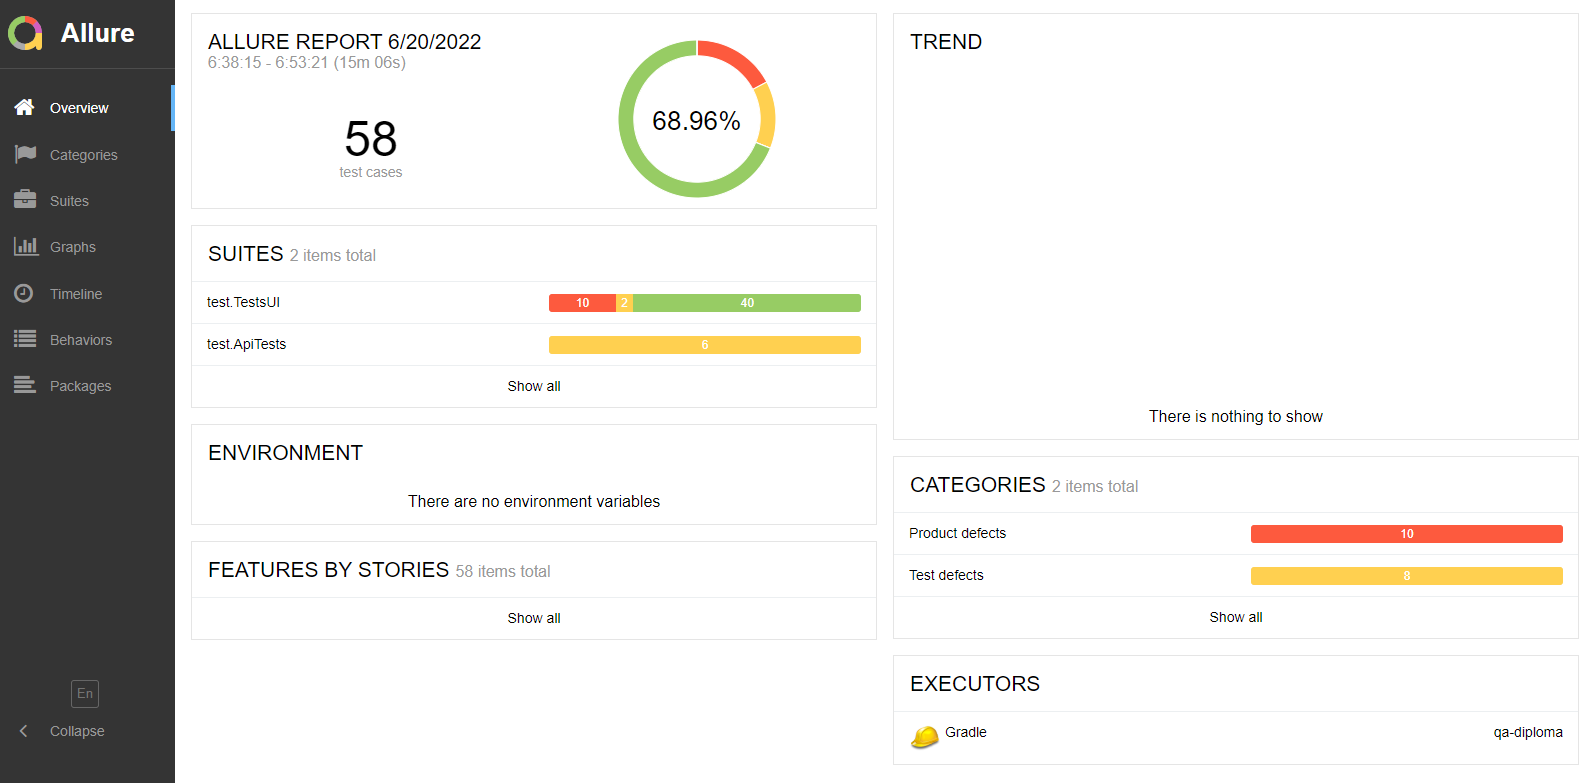 Allure
Overview
Categories
Suites
Graphs
Timeline
Behaviors
Packages
En
Collapse
ALLURE REPORT 6/20/2022
6:38:15 - 6:53:21 (15m 06s)
58
test cases
68.96%
SUITES 2 items total
test.TestsUI 10 2 40
test.ApiTests 6
Show all
ENVIRONMENT
There are no environment variables
FEATURES BY STORIES 58 items total
Show all
TREND
There is nothing to show
CATEGORIES 2 items total
Product defects 10
Test defects 8
Show all
EXECUTORS
Gradle qa-diploma